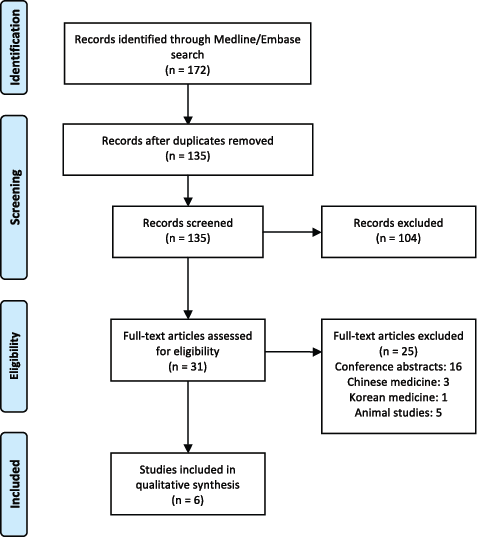 Identification
Records identified through Medline/Embase
search
(n = 172)
Screening
Records after duplicates removed
(n = 135)
Records screened
(n = 135)
Records excluded
(n = 104)
Eligibility
Full-text articles assessed
for eligibility
(n = 31)
Full-text articles excluded
(n = 25)
Conference abstracts: 16
Chinese medicine: 3
Korean medicine: 1
Animal studies: 5
Included
Studies included in
qualitative synthesis
(n = 6)